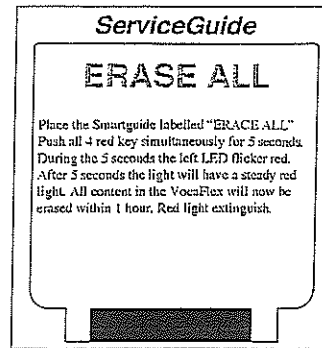 ServiceGuide
ERASE ALL
Place the Smartguide labelled "ERACE ALL"
Push all 4 red key simultaneously for 5 seconds.
During the 5 seconds the left LED flicker red.
After 5 seconds the light will have a steady red
light. All content in the VocaFlex will now be
erased within 1 hour. Red light extinguish.